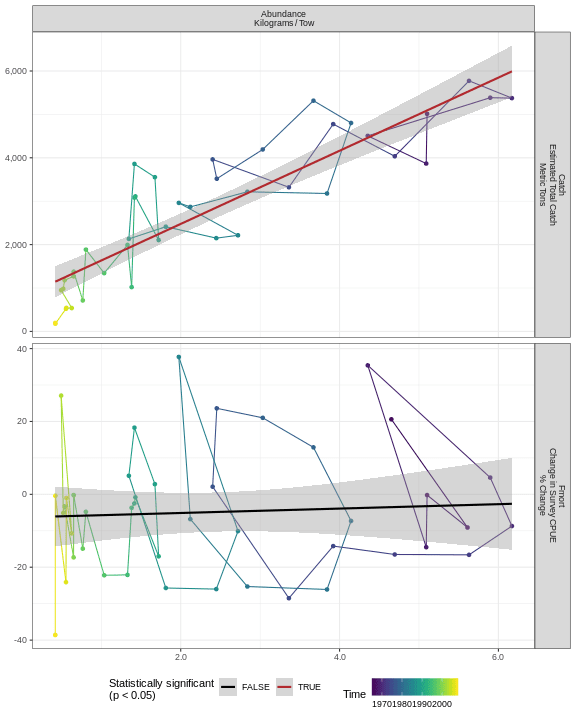 Abundance
Kilograms / Tow
6,000
4,000
2,000
0
Catch
Estimated Total Catch
Metric Tons
40
20
0
-20
-40
Fmort
Change in Survey CPUE
% Change
2.0
4.0
6.0
Statistically significant
(p < 0.05)
FALSE
TRUE
Time
1970198019902000